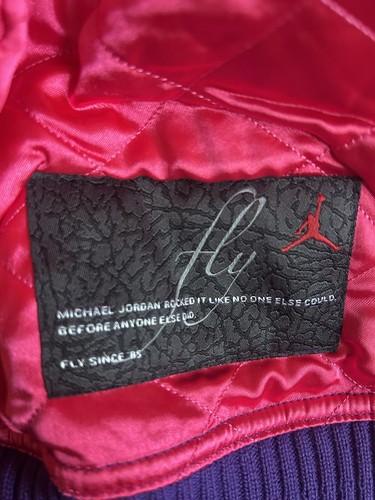 fly
MICHAEL JORDAN ROCKED IT LIKE NO ONE ELSE COULD.
BEFORE ANYONE ELSE DID.
FLY SINCE 85